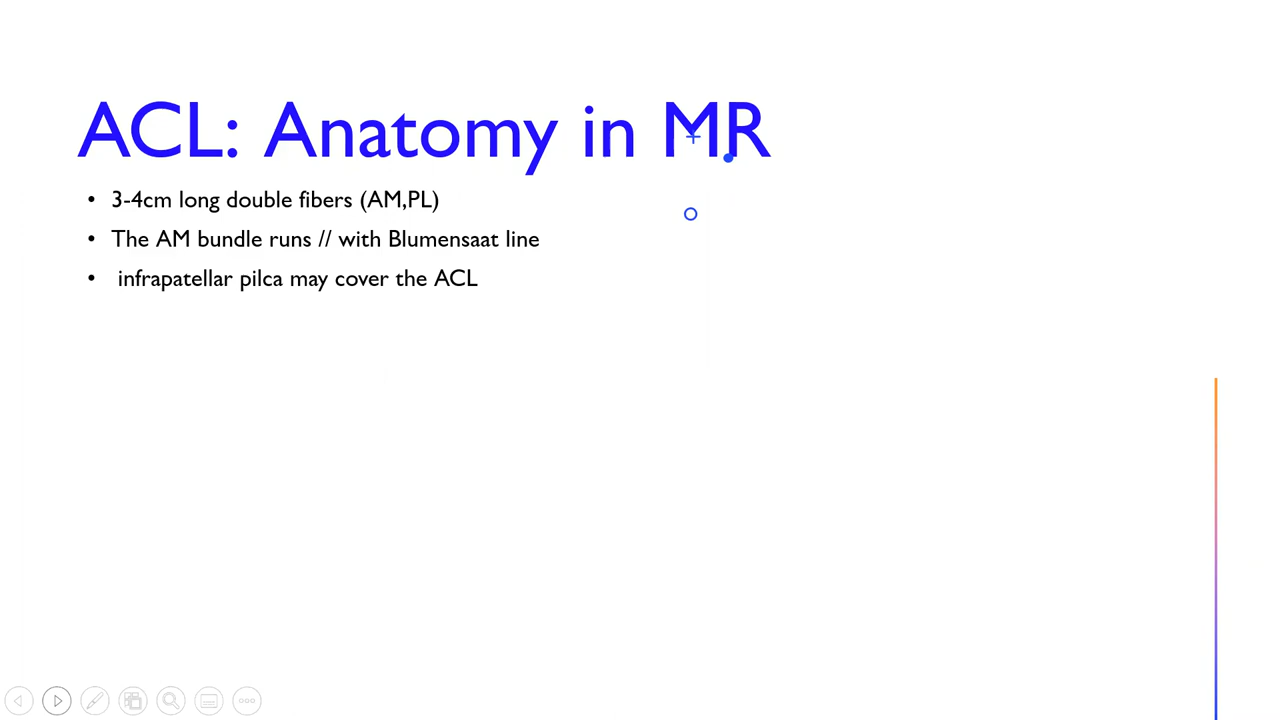 ACL: Anatomy in MR
• 3-4cm long double fibers (AM,PL)
• The AM bundle runs // with Blumensaat line
• infrapatellar pilca may cover the ACL